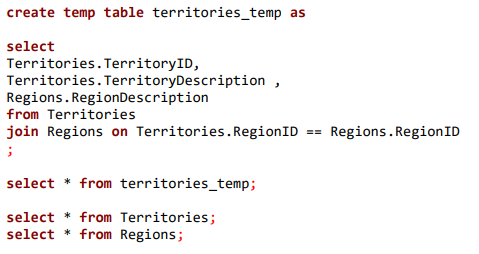 create temp table territories_temp as
select
Territories.TerritoryID,
Territories.TerritoryDescription ,
Regions.RegionDescription
from Territories
join Regions on Territories.RegionID == Regions.RegionID
;
select * from territories_temp;
select * from Territories;
select * from Regions;